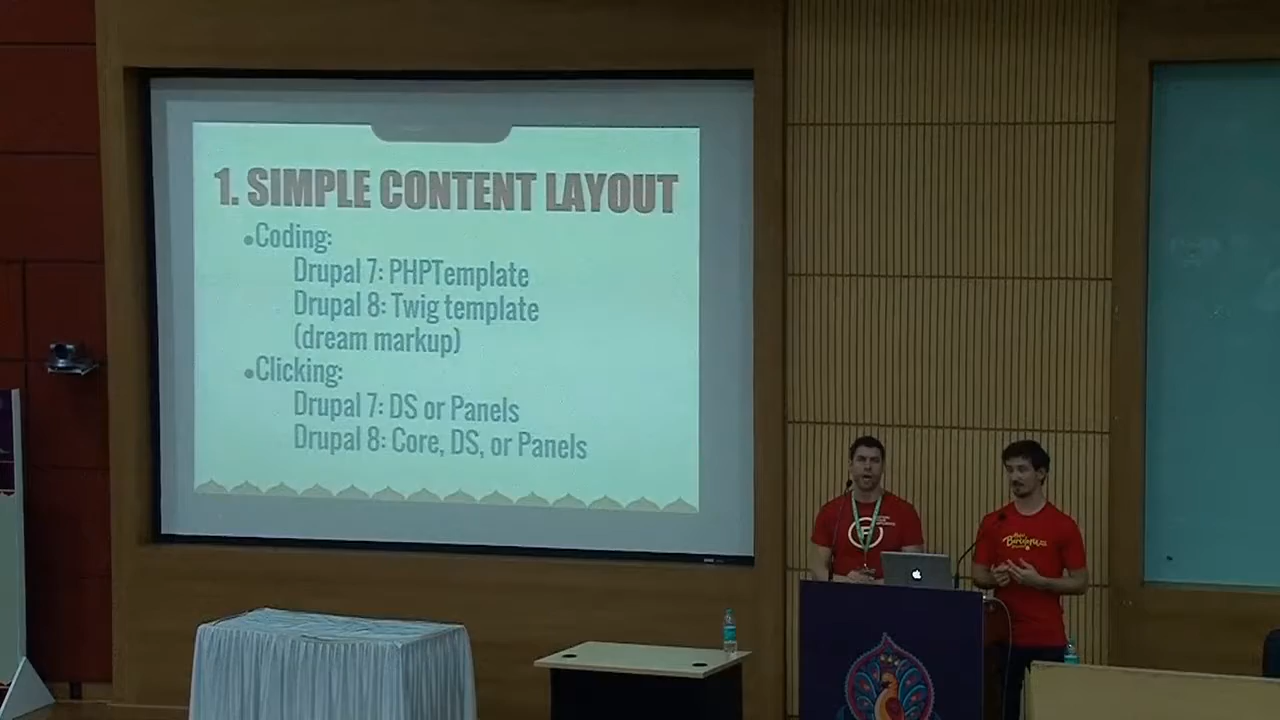 1. SIMPLE CONTENT LAYOUT
•Coding:
Drupal 7: PHPTemplate
Drupal 8: Twig template
(dream markup)
•Clicking:
Drupal 7: DS or Panels
Drupal 8: Core, DS, or Panels